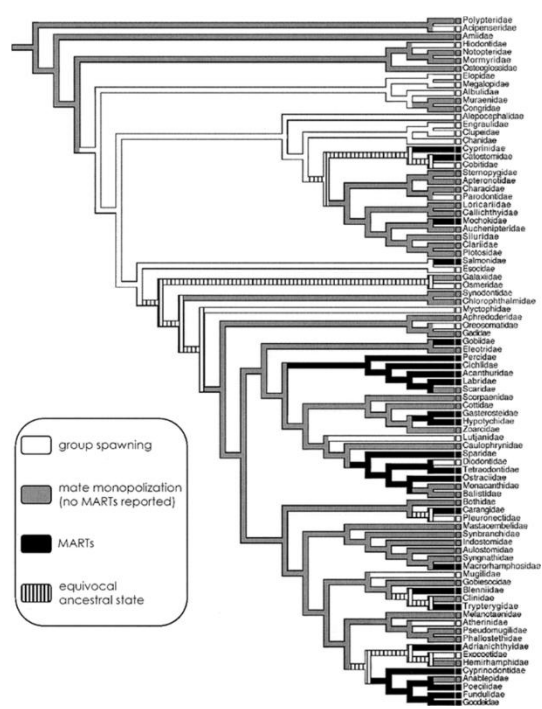 Polypteridae
Acipenseridae
Amiidae
Hiodontidae
Notopteridae
Mormyridae
Osteoglossidae
Elopidae
Megalopidae
Albulidae
Muraenidae
Congridae
Alepocephalidae
Engraulidae
Clupeidae
Chanidae
Cyprinidae
Catostomidae
Cobitidae
Sternopygidae
Apteronotidae
Characidae
Parodontidae
Loricariidae
Callichthyidae
Mochokidae
Auchenipteridae
Siluridae
Clariidae
Plotosidae
Salmonidae
Esocidae
Galaxiidae
Osmeridae
Synodontidae
Chlorophthalmidae
Myctophidae
Aphredoderidae
Oreosomatidae
Gadidae
Gobiidae
Eleotridae
Percidae
Cichlidae
Acanthuridae
Labridae
Scaridae
Scorpaenidae
Cottidae
Gasterosteidae
Hypotychidae
Zoarcidae
Lutjanidae
Caulophrynidae
Sparidae
Diodontidae
Tetraodontidae
Ostraciidae
Monacanthidae
Balistidae
Bothidae
Carangidae
Pleuronectidae
Mastacembelidae
Synbranchidae
Indostomidae
Aulostomidae
Syngnathidae
Macrorhamphosidae
Mugilidae
Gobiesocidae
Blenniidae
Clinidae
Trypterygidae
Melanotaeniidae
Atherinidae
Pseudomugilidae
Phallostethidae
Adrianichthyidae
Exocoetidae
Hemirhamphidae
Cyprinodontidae
Anablepidae
Poeciliidae
Fundulidae
Goodeidae
group spawning
mate monopolization
(no MARTs reported)
MARTs
equivocal
ancestral state